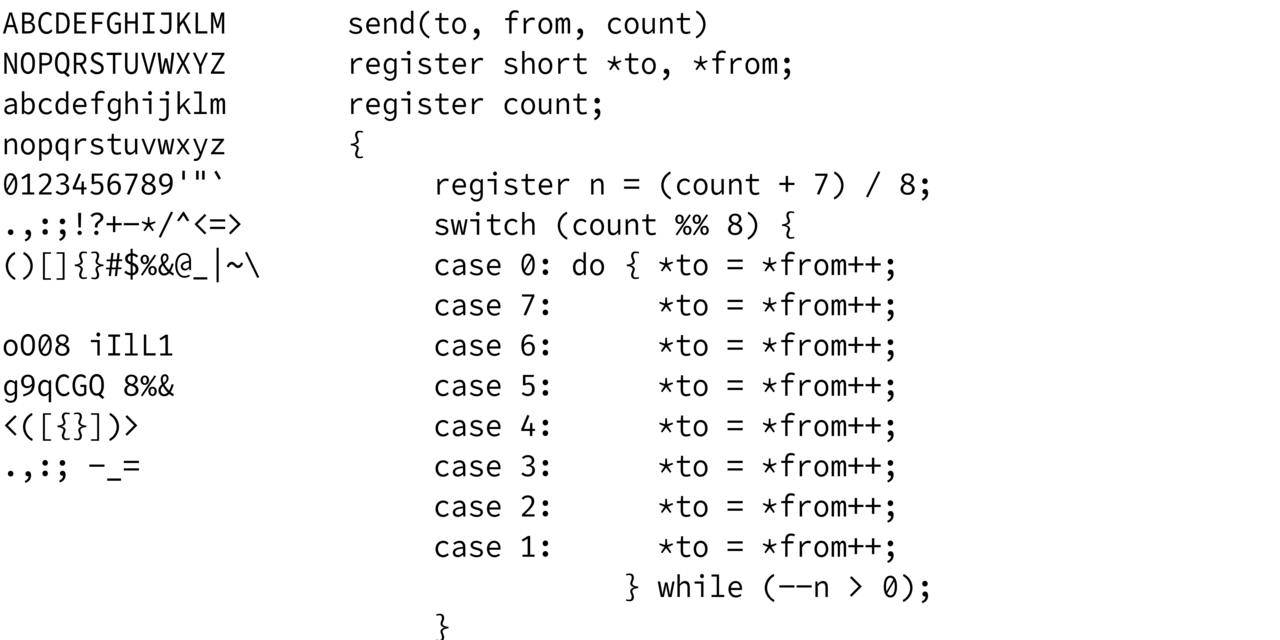 ABCDEFGHIJKLM
NOPQRSTUVWXYZ
abcdefghijklm
nopqrstuvwxyz
0123456789'"`
.,:;!?+-*/^<=>
()[]{}#$%&@_|~\
oO08 iIlL1
g9qCGQ 8%&
<([{}])>
.,:; -_=
send(to, from, count)
register short *to, *from;
register count;
{
     register n = (count + 7) / 8;
     switch (count %% 8) {
     case 0: do { *to = *from++;
     case 7:      *to = *from++;
     case 6:      *to = *from++;
     case 5:      *to = *from++;
     case 4:      *to = *from++;
     case 3:      *to = *from++;
     case 2:      *to = *from++;
     case 1:      *to = *from++;
                } while (--n > 0);
     }